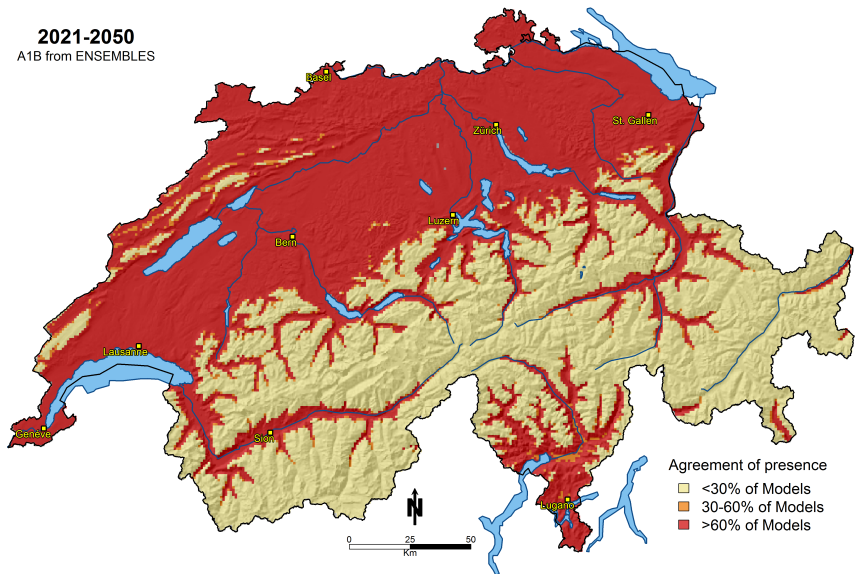 2021-2050
A1B from ENSEMBLES
Basel
Zürich
St. Gallen
Luzern
Bern
Lausanne
Genève
Sion
Lugano
N
0 25 50
Km
Agreement of presence
<30% of Models
30-60% of Models
>60% of Models